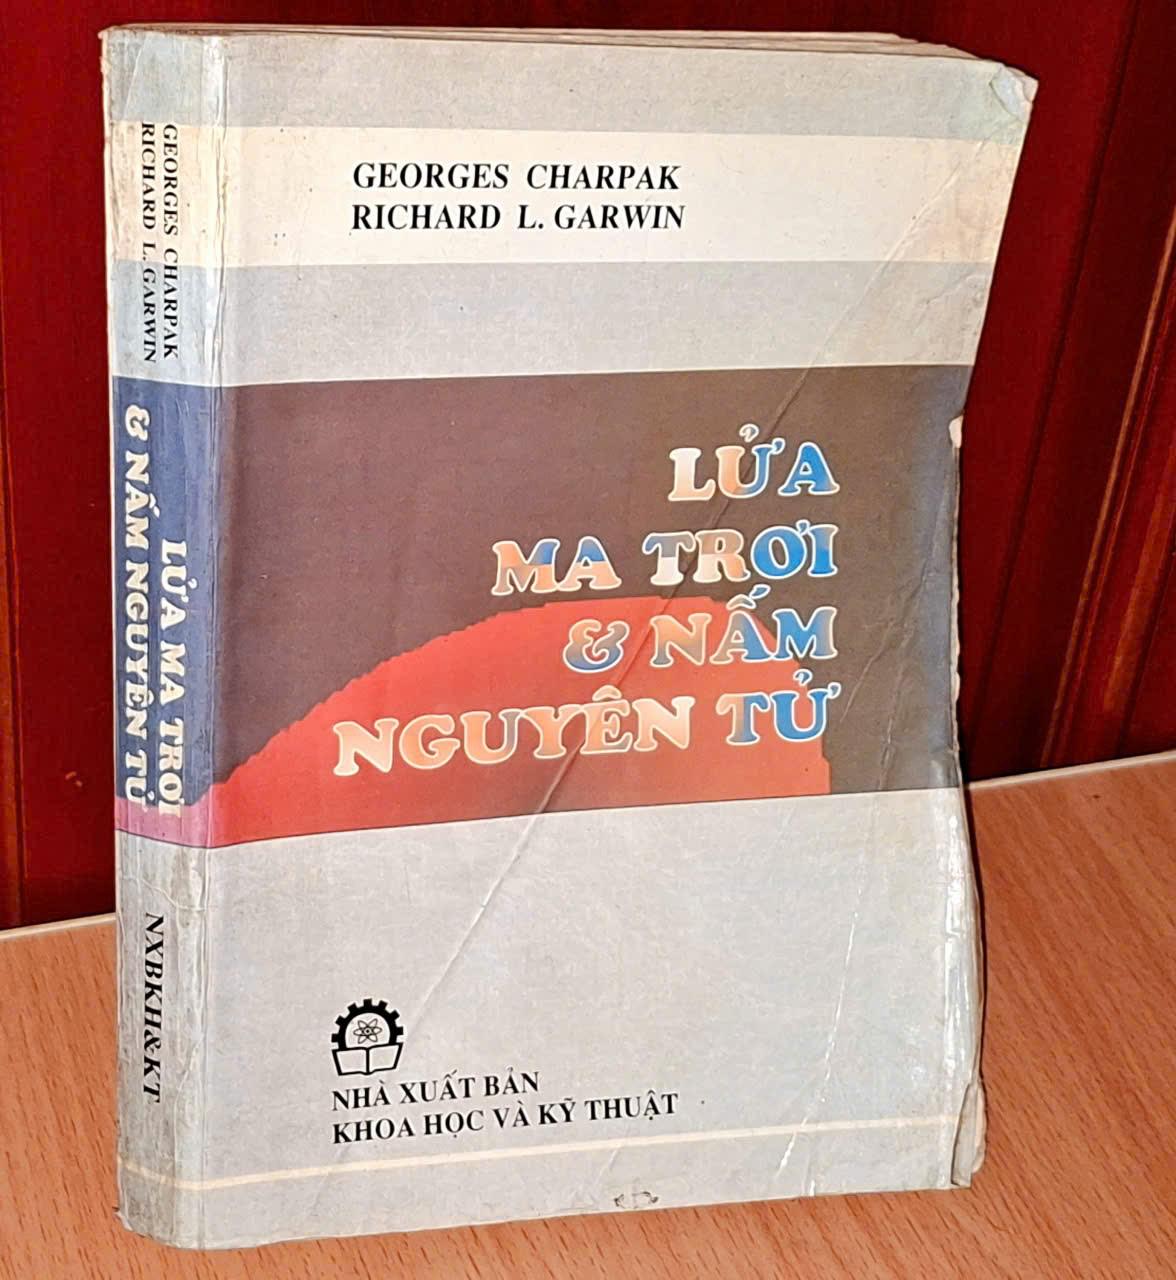 GEORGES CHARPAK
RICHARD L. GARWIN
LỬA
MA TRƠI
& NẤM
NGUYÊN TỬ
NHÀ XUẤT BẢN
KHOA HỌC VÀ KỸ THUẬT
GEORGES CHARPAK
RICHARD L. GARWIN
LỬA MA TRƠI
& NẤM NGUYÊN TỬ
NXBKH&KT